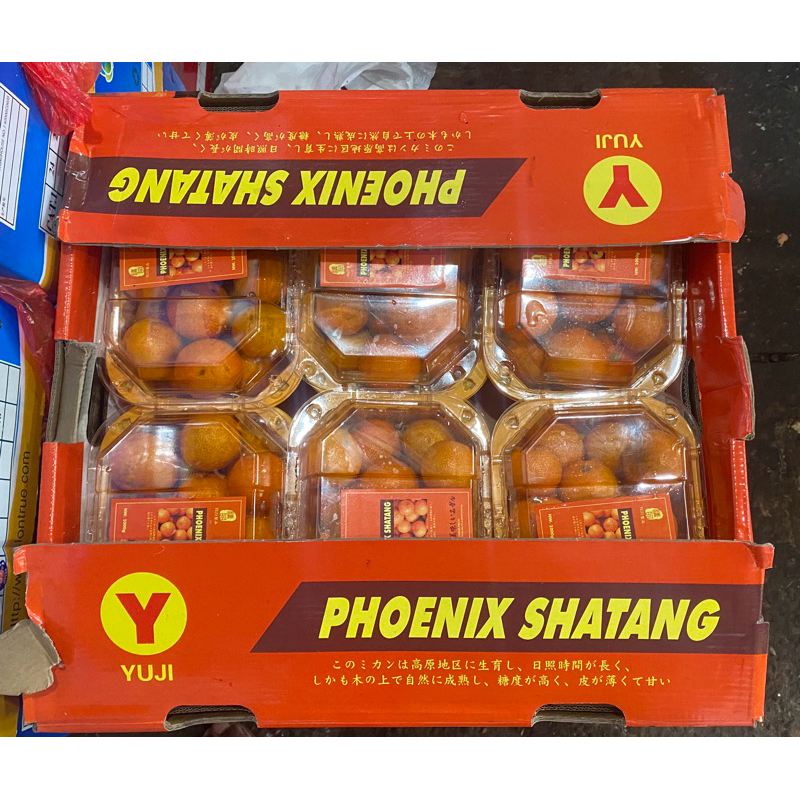 このミカンは高原地区に生育し、日照時間が長く、
しかも木の上で自然に成熟し、糖度が高く、皮が薄くて甘い
PHOENIX SHATANG
Y
YUJI
PHOENIX
PHOENIX
PHOENIX
PHOENIX
SHATANG
PHOENIX
Y
YUJI
PHOENIX SHATANG
このミカンは高原地区に生育し、日照時間が長く、
しかも木の上で自然に成熟し、糖度が高く、皮が薄くて甘い